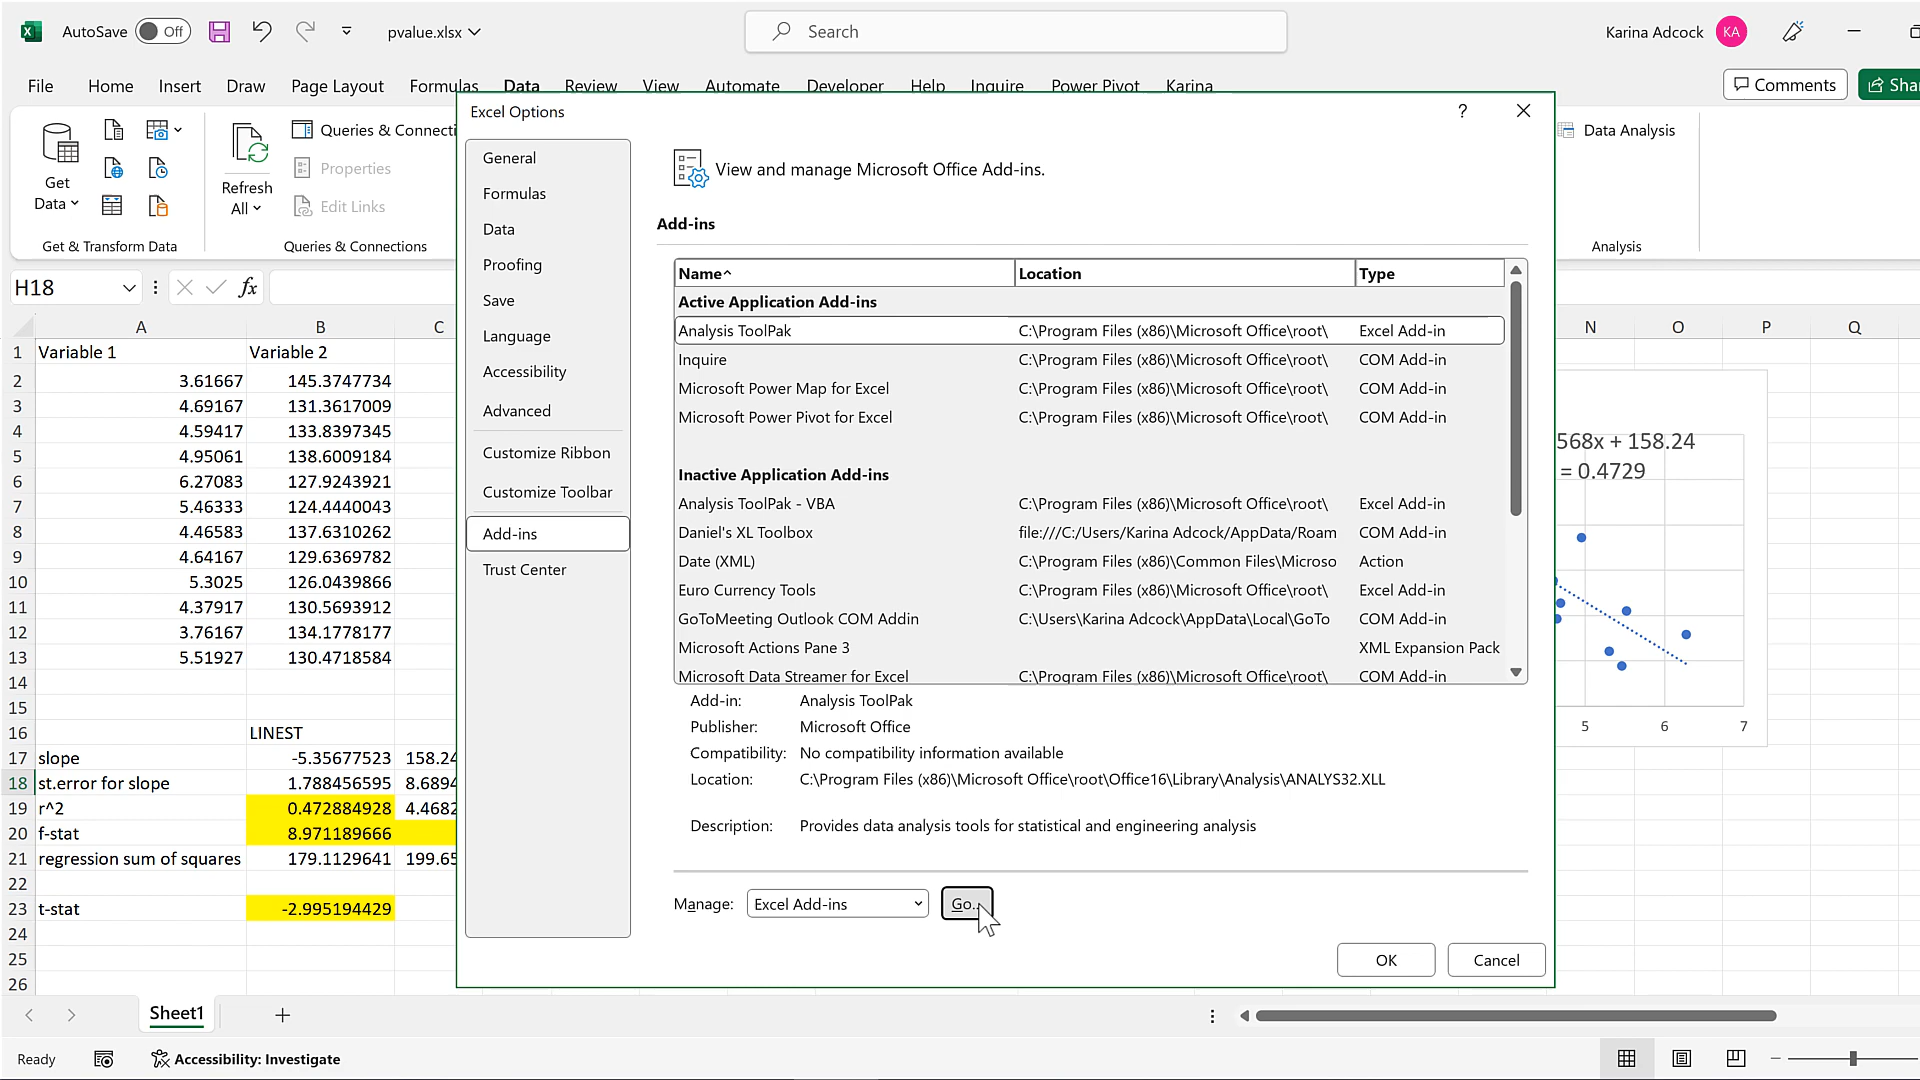 AutoSave Off pvalue.xlsx Search Karina Adcock KA
File Home Insert Draw Page Layout Formulas Data Review View Automate Developer Help Inquire Power Pivot Karina Comments
Get
Data
Get & Transform Data
Refresh
All
Properties
Edit Links
Queries & Connections
Data Analysis
Analysis
H18 fx
A B C N O P Q
1 Variable 1 Variable 2
2 3.61667 145.3747734
3 4.69167 131.3617009
4 4.59417 133.8397345
5 4.95061 138.6009184
6 6.27083 127.9243921
7 5.46333 124.4440043
8 4.46583 137.6310262
9 4.64167 129.6369782
10 5.3025 126.0439866
11 4.37917 130.5693912
12 3.76167 134.1778177
13 5.51927 130.4718584
14
15
16 LINEST
17 slope -5.35677523 158.24
18 st.error for slope 1.788456595 8.6894
19 r^2 0.472884928 4.4682
20 f-stat 8.971189666
21 regression sum of squares 179.1129641 199.65
22
23 t-stat -2.995194429
24
25
26
568x + 158.24
= 0.4729
5 6 7
Excel Options ?
General
Formulas
Data
Proofing
Save
Language
Accessibility
Advanced
Customize Ribbon
Customize Toolbar
Add-ins
Trust Center
View and manage Microsoft Office Add-ins.
Add-ins
Name Location Type
Active Application Add-ins
Analysis ToolPak C:\Program Files (x86)\Microsoft Office\root\ Excel Add-in
Inquire C:\Program Files (x86)\Microsoft Office\root\ COM Add-in
Microsoft Power Map for Excel C:\Program Files (x86)\Microsoft Office\root\ COM Add-in
Microsoft Power Pivot for Excel C:\Program Files (x86)\Microsoft Office\root\ COM Add-in
Inactive Application Add-ins
Analysis ToolPak - VBA C:\Program Files (x86)\Microsoft Office\root\ Excel Add-in
Daniel's XL Toolbox file:///C:/Users/Karina Adcock/AppData/Roam COM Add-in
Date (XML) C:\Program Files (x86)\Common Files\Microso Action
Euro Currency Tools C:\Program Files (x86)\Microsoft Office\root\ Excel Add-in
GoToMeeting Outlook COM Addin C:\Users\Karina Adcock\AppData\Local\GoTo COM Add-in
Microsoft Actions Pane 3 XML Expansion Pack
Microsoft Data Streamer for Excel C:\Program Files (x86)\Microsoft Office\root\ COM Add-in
Add-in: Analysis ToolPak
Publisher: Microsoft Office
Compatibility: No compatibility information available
Location: C:\Program Files (x86)\Microsoft Office\root\Office16\Library\Analysis\ANALYS32.XLL
Description: Provides data analysis tools for statistical and engineering analysis
Manage: Excel Add-ins Go...
OK Cancel
Sheet1
Ready Accessibility: Investigate